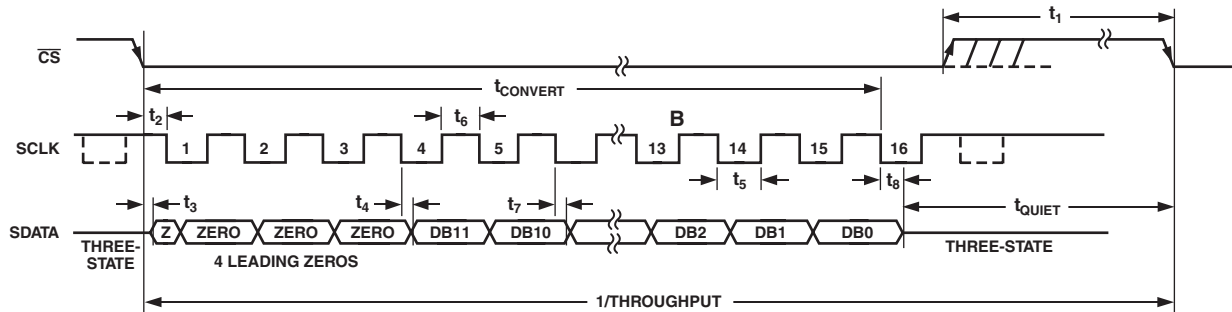 t1
CS
tCONVERT
t2
t6
B
SCLK
1 2 3 4 5 13 14 15 16
t5
t8
t3
t4
t7
tQUIET
SDATA
Z ZERO ZERO ZERO DB11 DB10 DB2 DB1 DB0
THREE-
STATE
THREE-STATE
4 LEADING ZEROS
1/THROUGHPUT